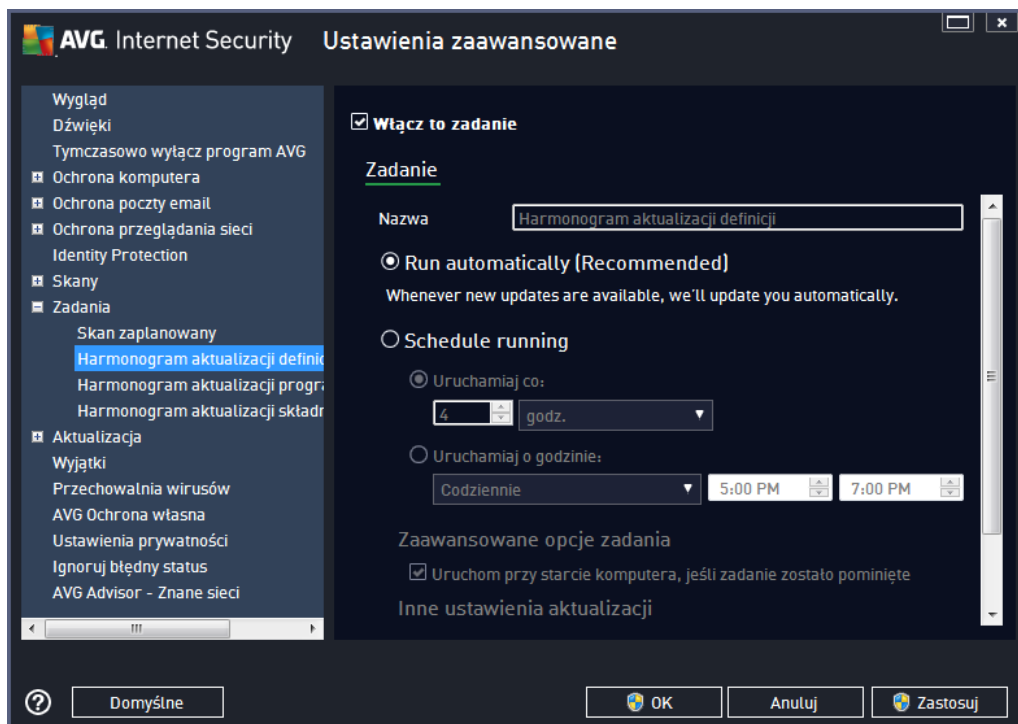 AVG. Internet Security Ustawienia zaawansowane
Wygląd
Dźwięki
Tymczasowo wyłącz program AVG
Ochrona komputera
Ochrona poczty email
Ochrona przeglądania sieci
Identity Protection
Skany
Zadania
Skan zaplanowany
Harmonogram aktualizacji definic
Harmonogram aktualizacji progra
Harmonogram aktualizacji składn
Aktualizacja
Wyjątki
Przechowalnia wirusów
AVG Ochrona własna
Ustawienia prywatności
Ignoruj błędny status
AVG Advisor - Znane sieci
Włącz to zadanie
Zadanie
Nazwa Harmonogram aktualizacji definicji
Run automatically (Recommended)
Whenever new updates are available, we'll update you automatically.
Schedule running
Uruchamiaj co:
4 godz.
Uruchamiaj o godzinie:
Codziennie 5:00 PM 7:00 PM
Zaawansowane opcje zadania
Uruchom przy starcie komputera, jeśli zadanie zostało pominięte
Inne ustawienia aktualizacji
Domyślne OK Anuluj Zastosuj